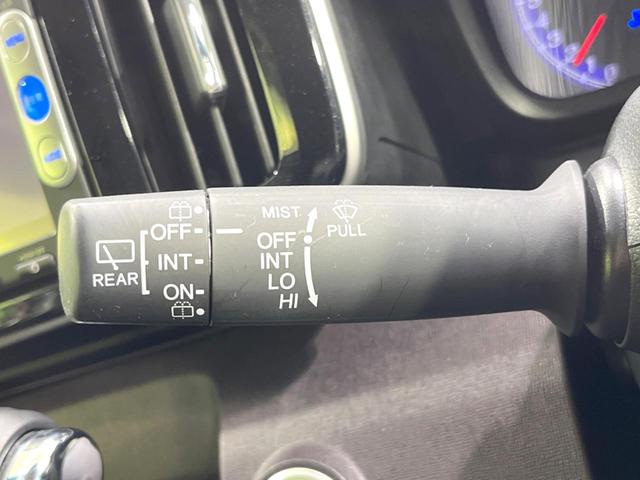 OFF
INT
ON
REAR
MIST
OFF
INT
LO
HI
PULL